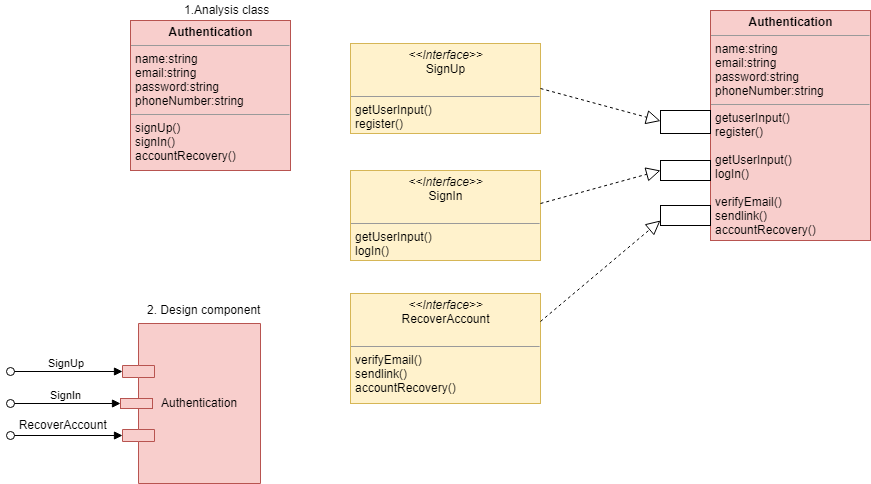 1.Analysis class
Authentication
name:string
email:string
password:string
phoneNumber:string
signUp()
signIn()
accountRecovery()
<<Interface>>
SignUp
getUserInput()
register()
<<Interface>>
SignIn
getUserInput()
logIn()
<<Interface>>
RecoverAccount
verifyEmail()
sendlink()
accountRecovery()
Authentication
name:string
email:string
password:string
phoneNumber:string
getuserInput()
register()
getUserInput()
logIn()
verifyEmail()
sendlink()
accountRecovery()
2. Design component
SignUp
SignIn
RecoverAccount
Authentication